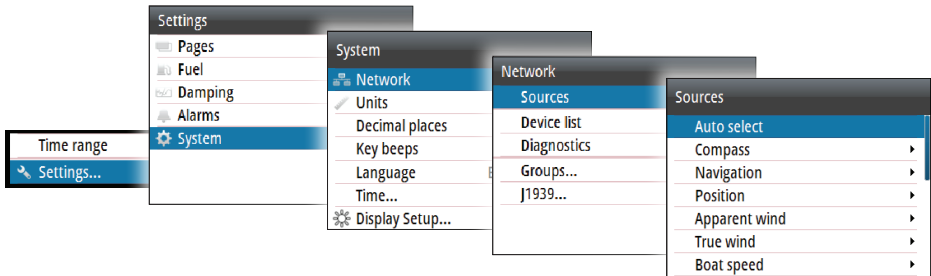 Time range
Settings...
Settings
Pages
Fuel
Damping
Alarms
System
System
Network
Units
Decimal places
Key beeps
Language
Time...
Display Setup...
Network
Sources
Device list
Diagnostics
Groups...
J1939...
Sources
Auto select
Compass
Navigation
Position
Apparent wind
True wind
Boat speed